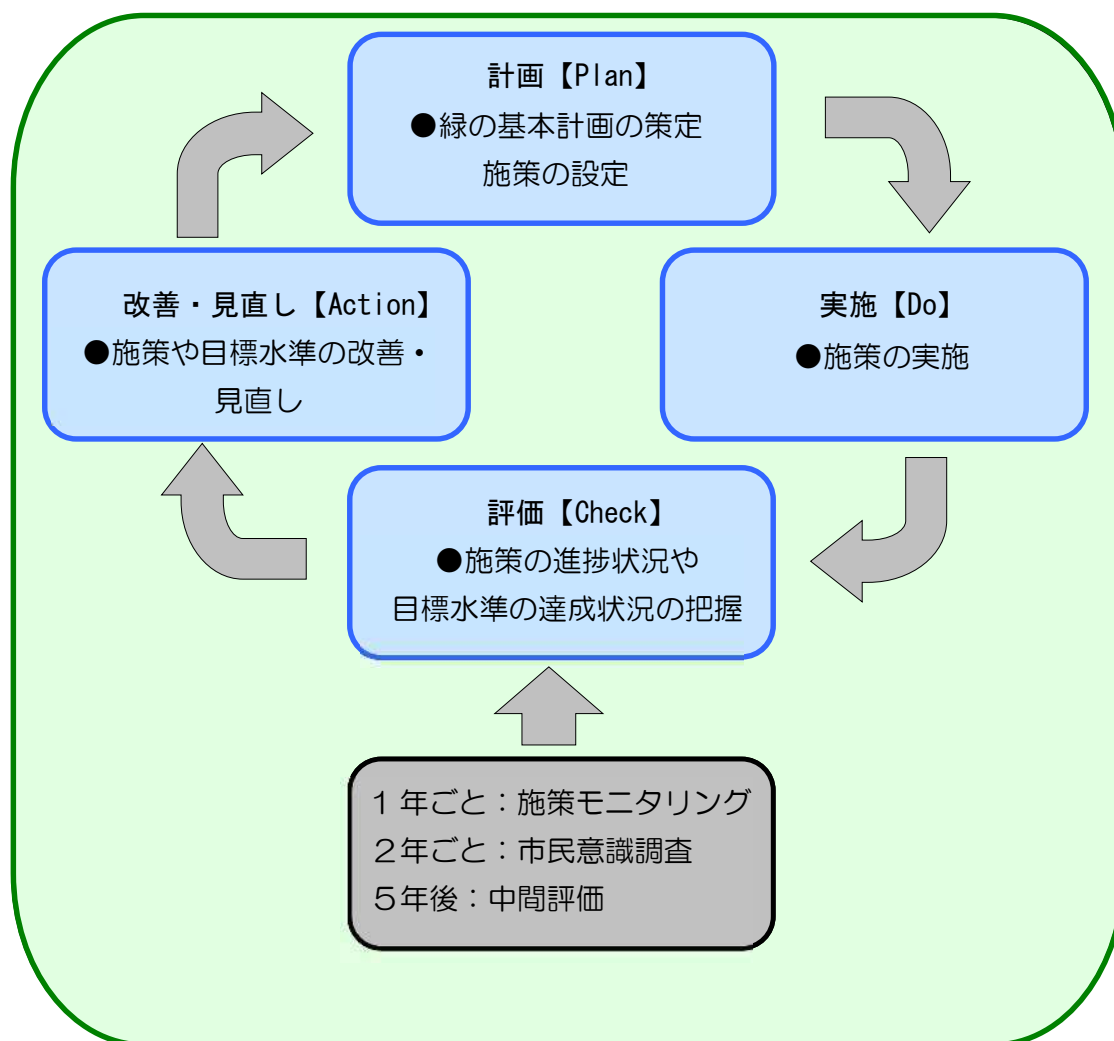 計画【Plan】
●緑の基本計画の策定
施策の設定
改善・見直し【Action】
●施策や目標水準の改善・
見直し
実施【Do】
●施策の実施
評価【Check】
●施策の進捗状況や
目標水準の達成状況の把握
１年ごと：施策モニタリング
２年ごと：市民意識調査
５年後：中間評価